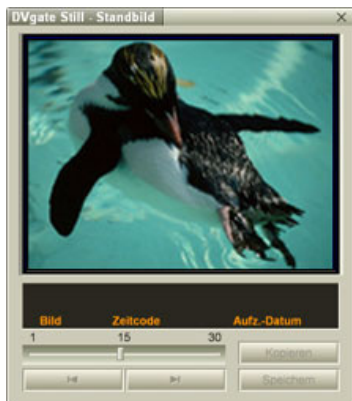 DVgate Still - Standbild
Bild Zeitcode Aufz.-Datum
1 15 30
Kopieren
Speichern